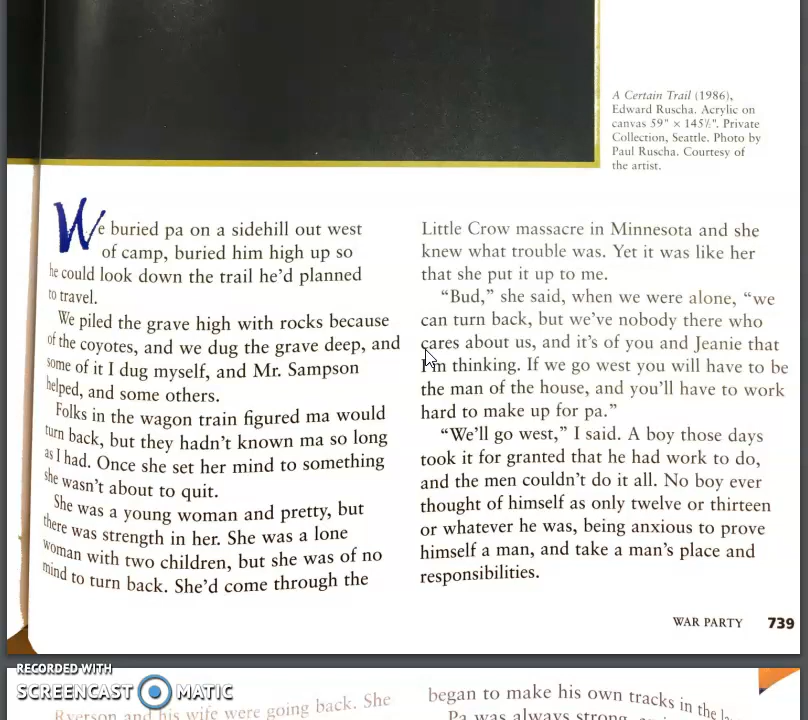 A Certain Trail (1986),
Edward Ruscha. Acrylic on
canvas 59" × 145½". Private
Collection, Seattle. Photo by
Paul Ruscha. Courtesy of
the artist.
We buried pa on a sidehill out west
of camp, buried him high up so
he could look down the trail he'd planned
to travel.
We piled the grave high with rocks because
of the coyotes, and we dug the grave deep, and
some of it I dug myself, and Mr. Sampson
helped, and some others.
Folks in the wagon train figured ma would
turn back, but they hadn't known ma so long
as I had. Once she set her mind to something
she wasn't about to quit.
She was a young woman and pretty, but
there was strength in her. She was a lone
woman with two children, but she was of no
mind to turn back. She'd come through the
Little Crow massacre in Minnesota and she
knew what trouble was. Yet it was like her
that she put it up to me.
"Bud," she said, when we were alone, "we
can turn back, but we've nobody there who
cares about us, and it's of you and Jeanie that
I'm thinking. If we go west you will have to be
the man of the house, and you'll have to work
hard to make up for pa."
"We'll go west," I said. A boy those days
took it for granted that he had work to do,
and the men couldn't do it all. No boy ever
thought of himself as only twelve or thirteen
or whatever he was, being anxious to prove
himself a man, and take a man's place and
responsibilities.
WAR PARTY 739
RECORDED WITH
SCREENCAST MATIC
Ryerson and his wife were going back. She
began to make his own tracks in the
Pa was always strong,